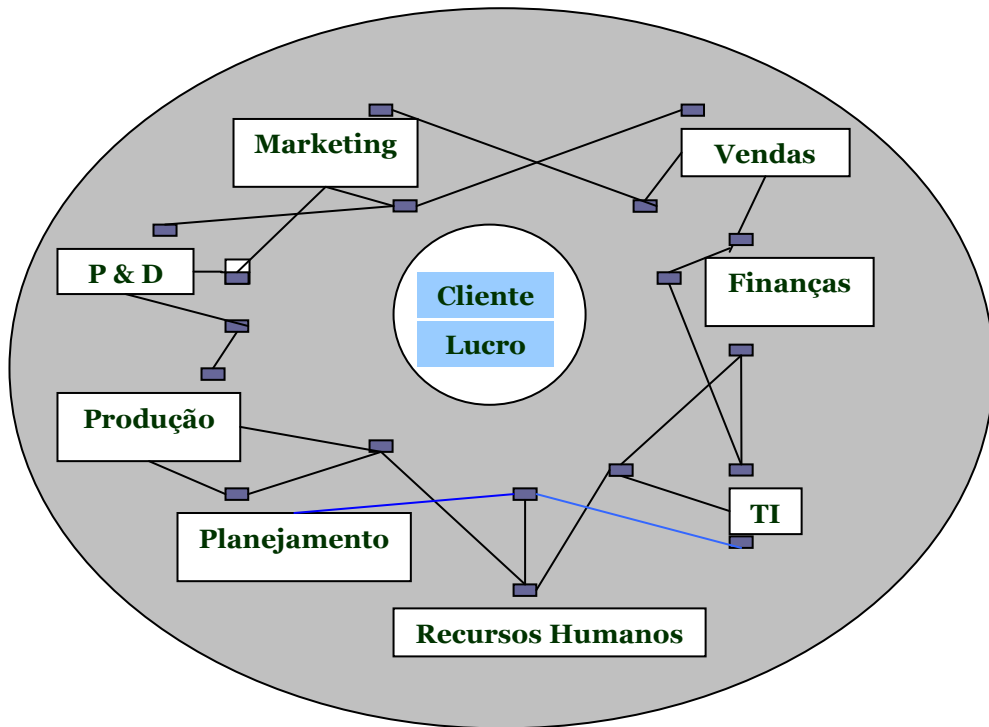 Marketing
Vendas
P & D
Finanças
Cliente
Lucro
Produção
TI
Planejamento
Recursos Humanos